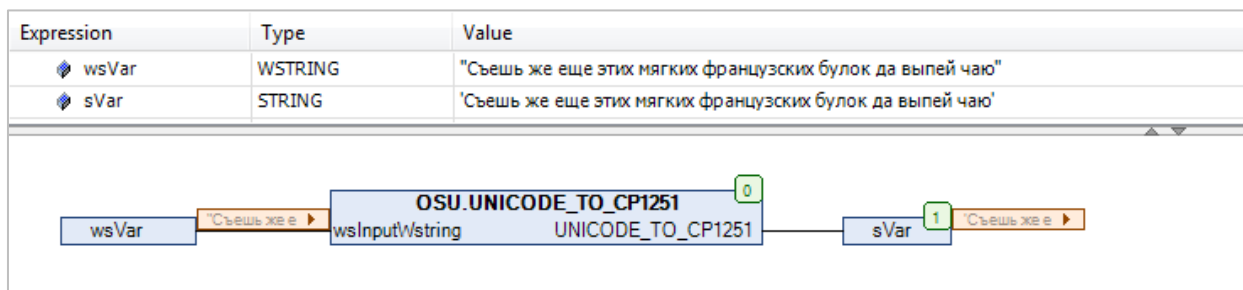 Expression Type Value
wsVar WSTRING "Съешь же еще этих мягких французских булок да выпей чаю"
sVar STRING 'Съешь же еще этих мягких французских булок да выпей чаю'
0
OSU.UNICODE_TO_CP1251
wsVar "Съешь же е wsInputWstring UNICODE_TO_CP1251 sVar 1 'Съешь же е